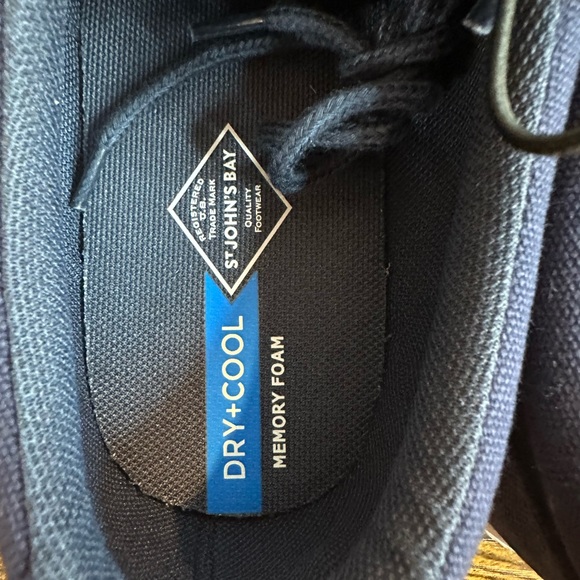 REGISTERED
U.S.
TRADE MARK
ST JOHN'S BAY
QUALITY
FOOTWEAR
DRY+COOL
MEMORY FOAM